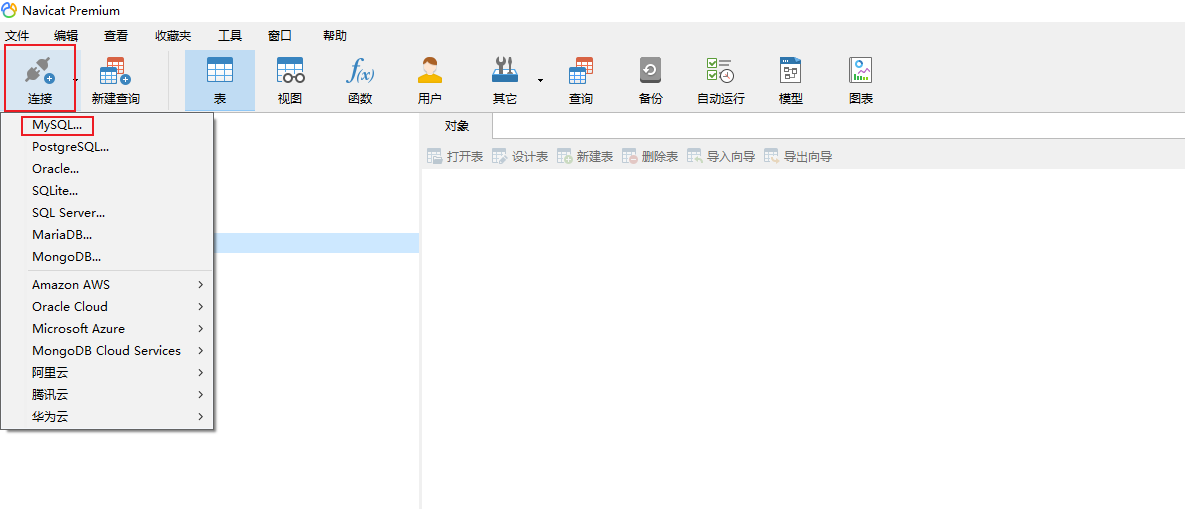 Navicat Premium
文件 编辑 查看 收藏夹 工具 窗口 帮助
连接 新建查询 表 视图 函数 用户 其它 查询 备份 自动运行 模型 图表
f(x)
对象
打开表 设计表 新建表 删除表 导入向导 导出向导
MySQL...
PostgreSQL...
Oracle...
SQLite...
SQL Server...
MariaDB...
MongoDB...
Amazon AWS
Oracle Cloud
Microsoft Azure
MongoDB Cloud Services
阿里云
腾讯云
华为云